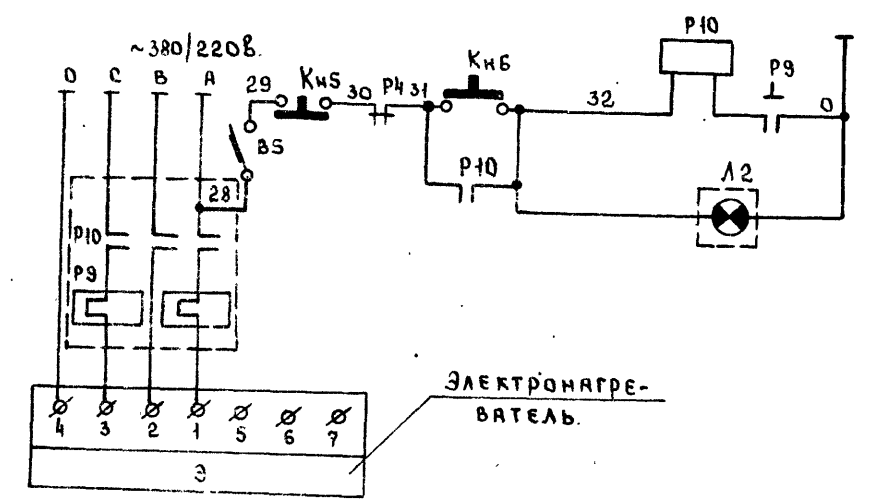 ~380/220в.
0 C B A
29 Кн5 30 Р4 31 Кн6 32 Р10 Р9 0
В5
28
Р10
Л2
Р10
Р9
4 3 2 1 5 6 7
Э
ЭЛЕКТРОНАГРЕ-
ВАТЕЛЬ.